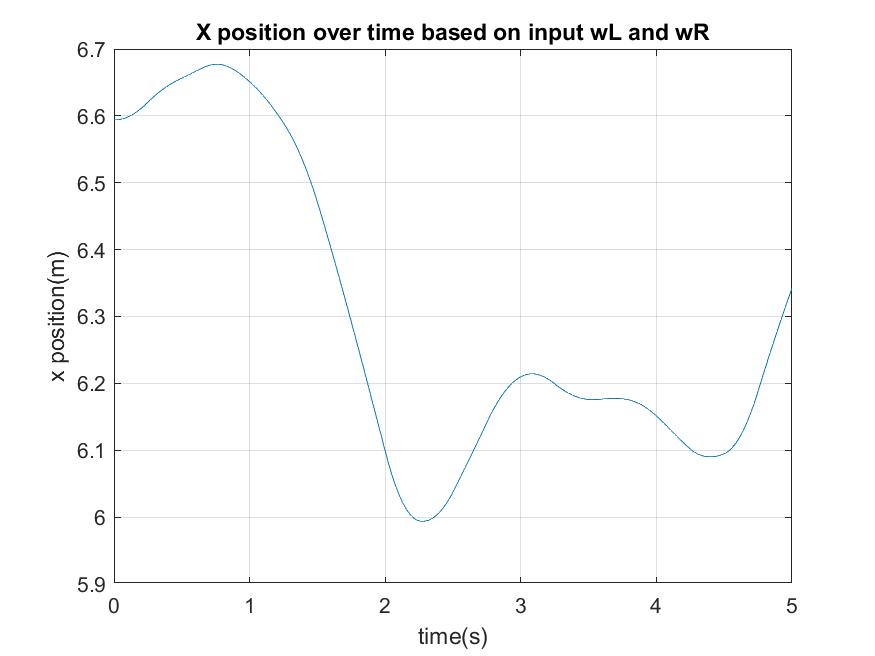 X position over time based on input wL and wR
6.7
6.6
6.5
6.4
6.3
6.2
6.1
6
5.9
x position(m)
0 1 2 3 4 5
time(s)